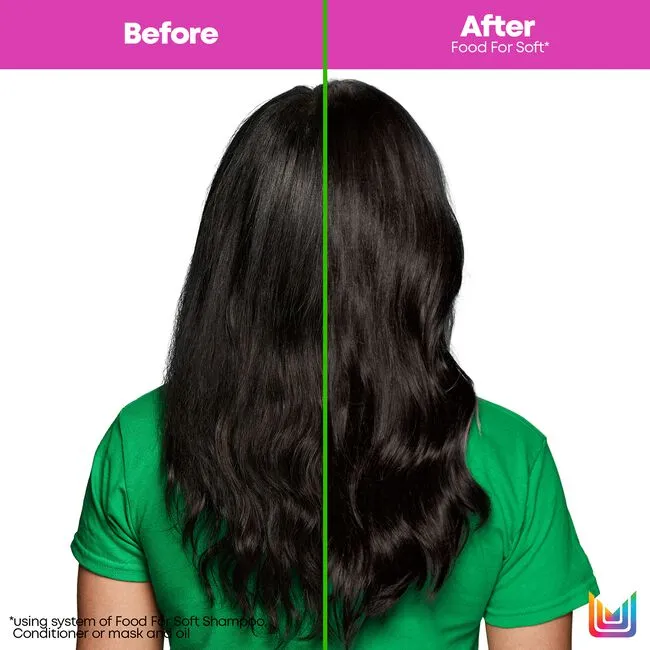 Before
After
Food For Soft*
*using system of Food For Soft Shampoo,
Conditioner or mask and oil